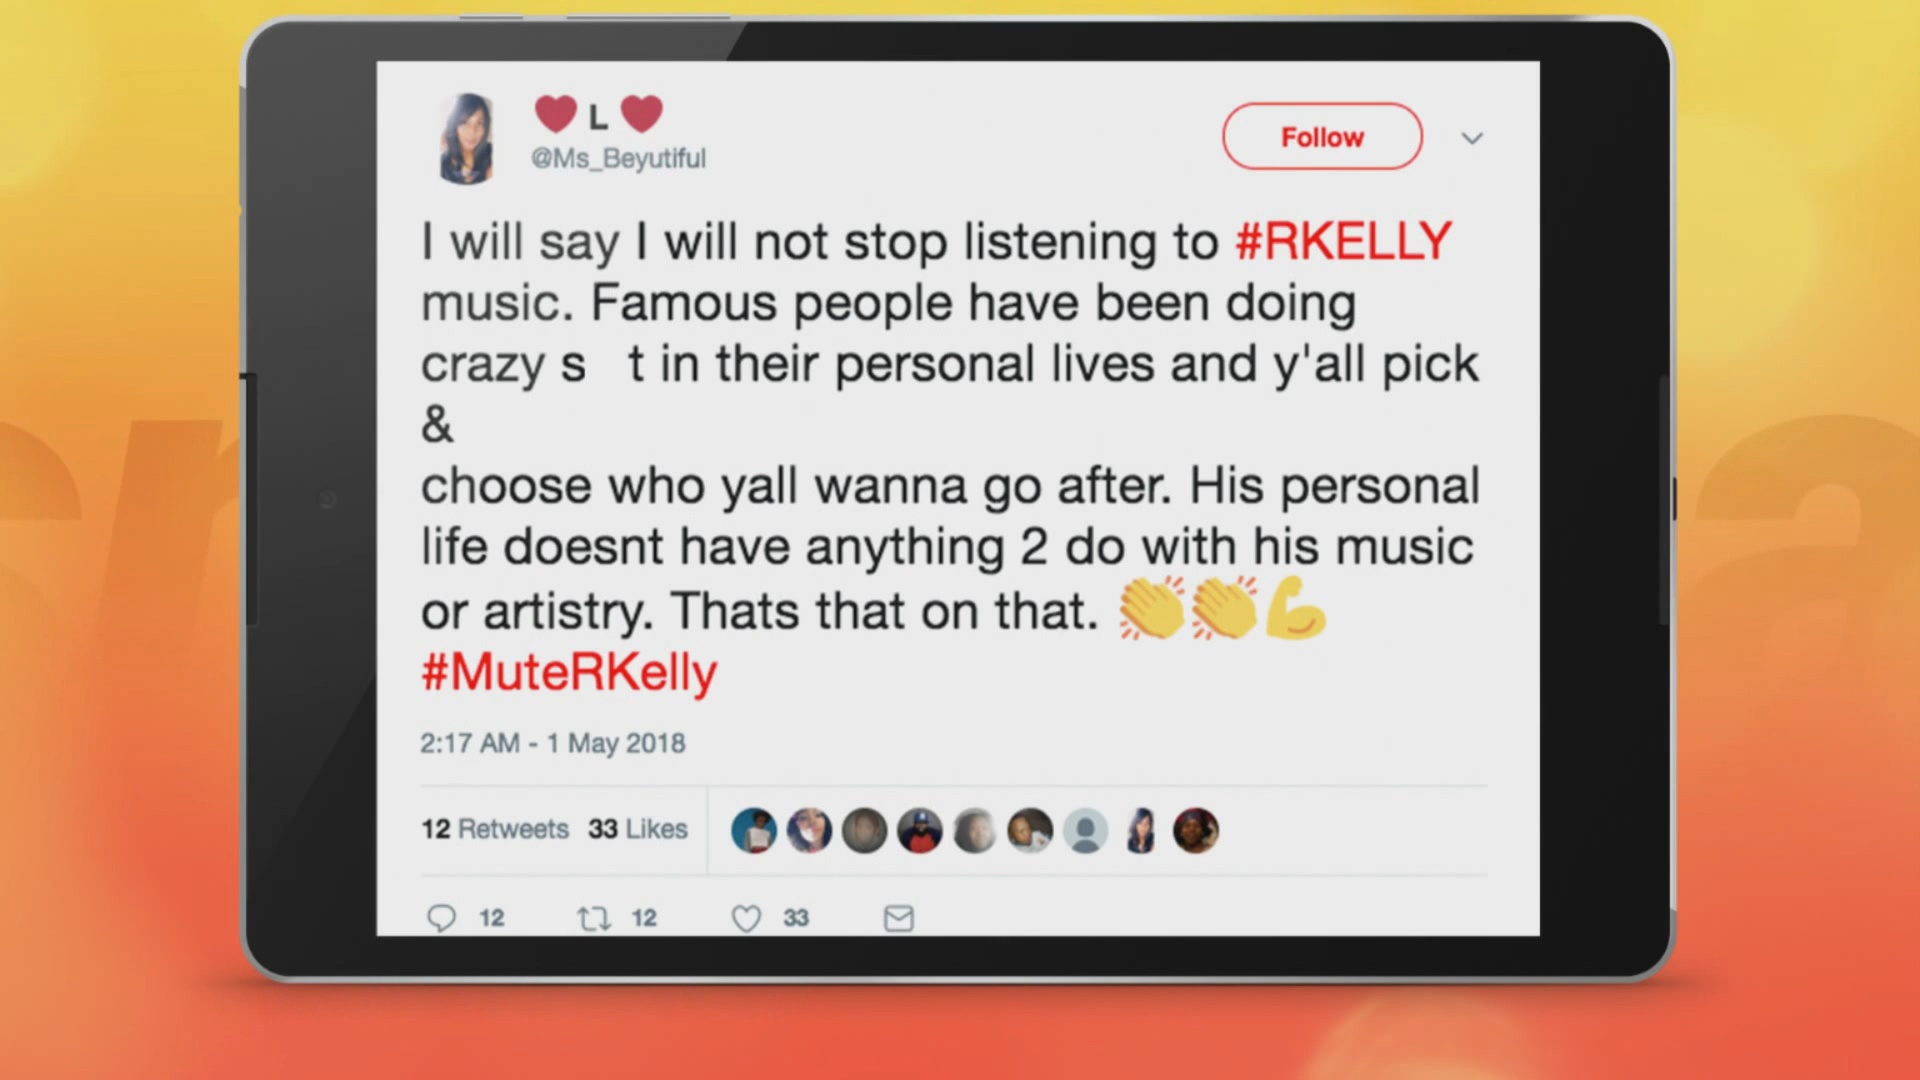 ❤️ L ❤️
@Ms_Beyutiful
Follow
I will say I will not stop listening to #RKELLY
music. Famous people have been doing
crazy s t in their personal lives and y'all pick
&
choose who yall wanna go after. His personal
life doesnt have anything 2 do with his music
or artistry. Thats that on that. 👏👏💪
#MuteRKelly
2:17 AM - 1 May 2018
12 Retweets 33 Likes
12 12 33